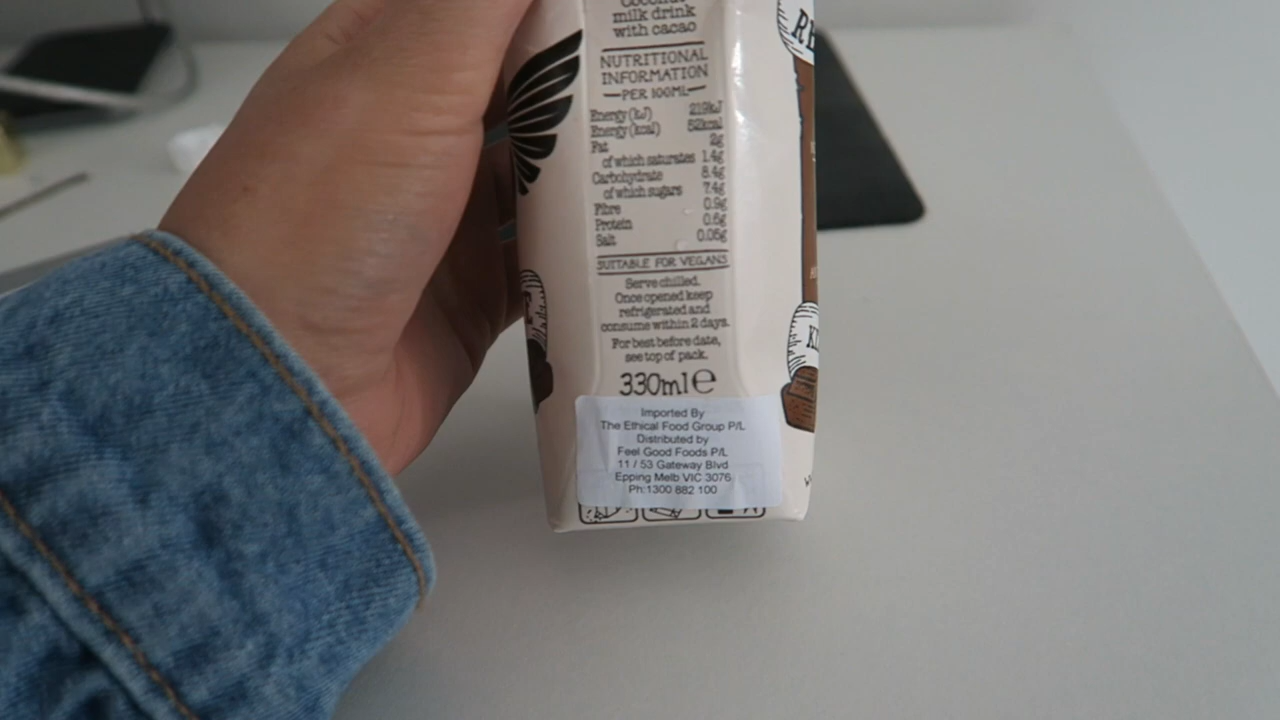 Coconut
milk drink
with cacao
NUTRITIONAL
INFORMATION
PER 100ML
Energy (kJ) 219kJ
Energy (kcal) 52kcal
Fat 2g
of which saturates 1.4g
Carbohydrate 8.4g
of which sugars 7.4g
Fibre 0.9g
Protein 0.6g
Salt 0.05g
SUITABLE FOR VEGANS
Serve chilled.
Once opened keep
refrigerated and
consume within 2 days.
For best before date,
see top of pack.
330ml e
Imported By
The Ethical Food Group P/L
Distributed by
Feel Good Foods P/L
11 / 53 Gateway Blvd
Epping Melb VIC 3076
Ph:1300 882 100